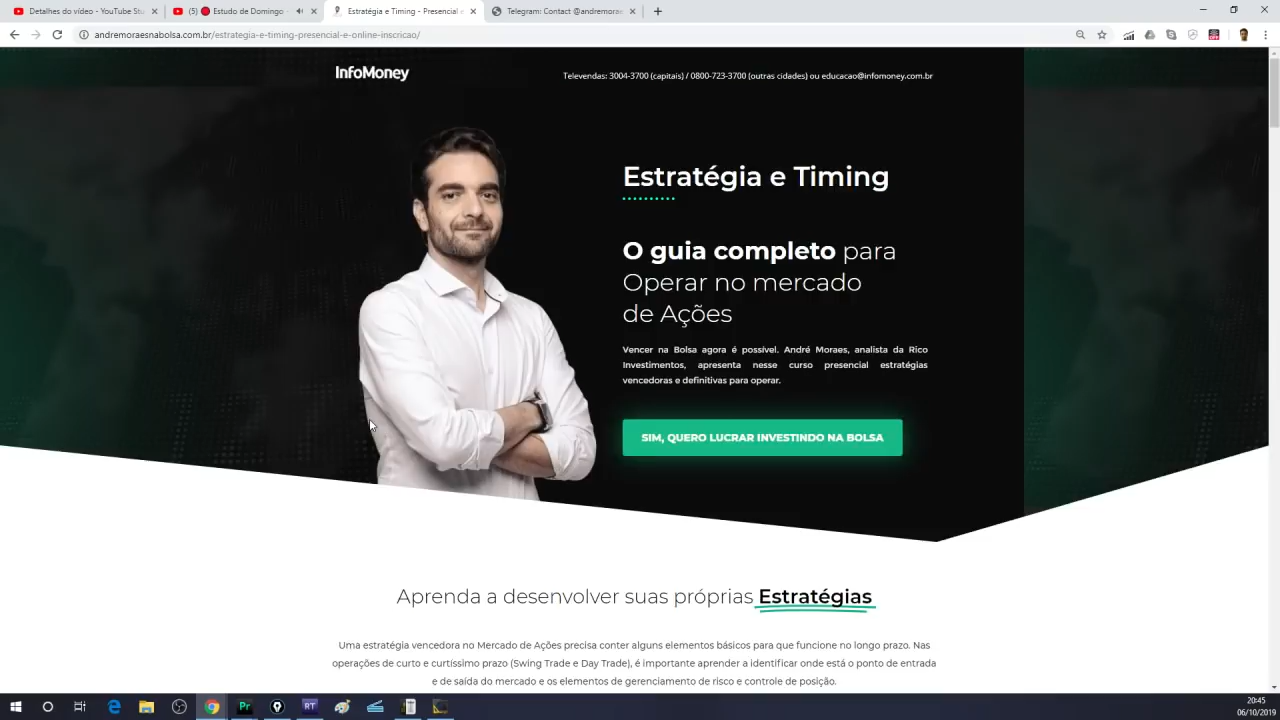 Detalhes do vídeo - YouTube Stu
(5) 🔴 Estudo de Domingo
Estratégia e Timing - Presencial e
Telegram: Contact @andremorae
andremoraesnabolsa.com.br/estrategia-e-timing-presencial-e-online-inscricao/
InfoMoney
Televendas: 3004-3700 (capitais) / 0800-723-3700 (outras cidades) ou educacao@infomoney.com.br
Estratégia e Timing
O guia completo para
Operar no mercado
de Ações
Vencer na Bolsa agora é possível. André Moraes, analista da Rico
Investimentos, apresenta nesse curso presencial estratégias
vencedoras e definitivas para operar.
SIM, QUERO LUCRAR INVESTINDO NA BOLSA
Aprenda a desenvolver suas próprias Estratégias
Uma estratégia vencedora no Mercado de Ações precisa conter alguns elementos básicos para que funcione no longo prazo. Nas
operações de curto e curtíssimo prazo (Swing Trade e Day Trade), é importante aprender a identificar onde está o ponto de entrada
e de saída do mercado e os elementos de gerenciamento de risco e controle de posição.
Pr
RT
20:45
06/10/2019